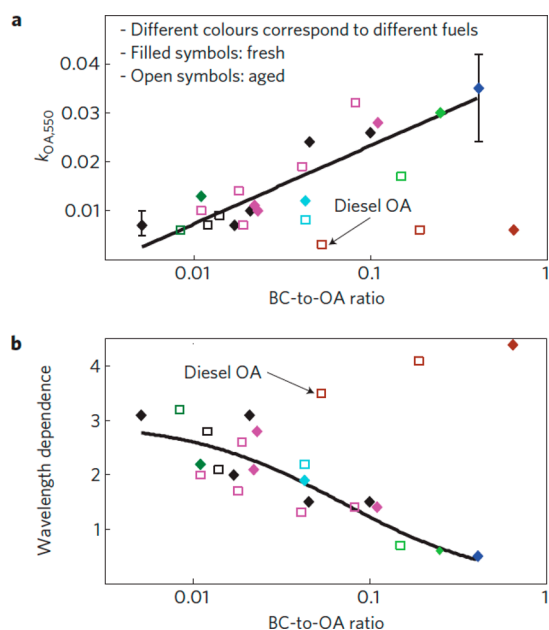 a
- Different colours correspond to different fuels
- Filled symbols: fresh
- Open symbols: aged
0.04
0.03
0.02
0.01
k_OA,550
Diesel OA
0.01 0.1 1
BC-to-OA ratio
b
4
3
2
1
Wavelength dependence
Diesel OA
0.01 0.1 1
BC-to-OA ratio